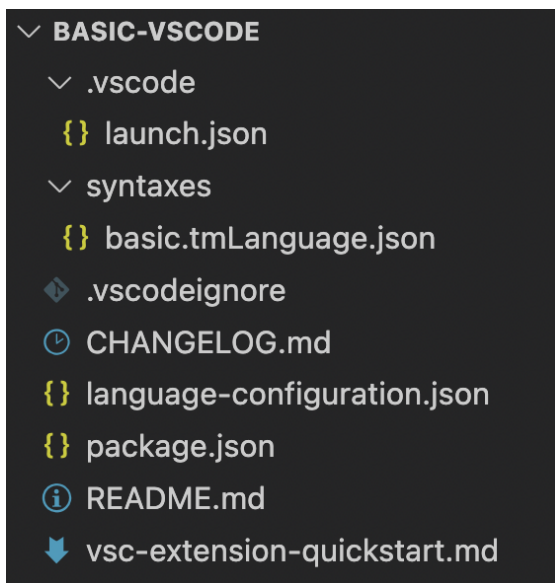 BASIC-VSCODE
.vscode
{} launch.json
syntaxes
{} basic.tmLanguage.json
.vscodeignore
CHANGELOG.md
{} language-configuration.json
{} package.json
README.md
vsc-extension-quickstart.md